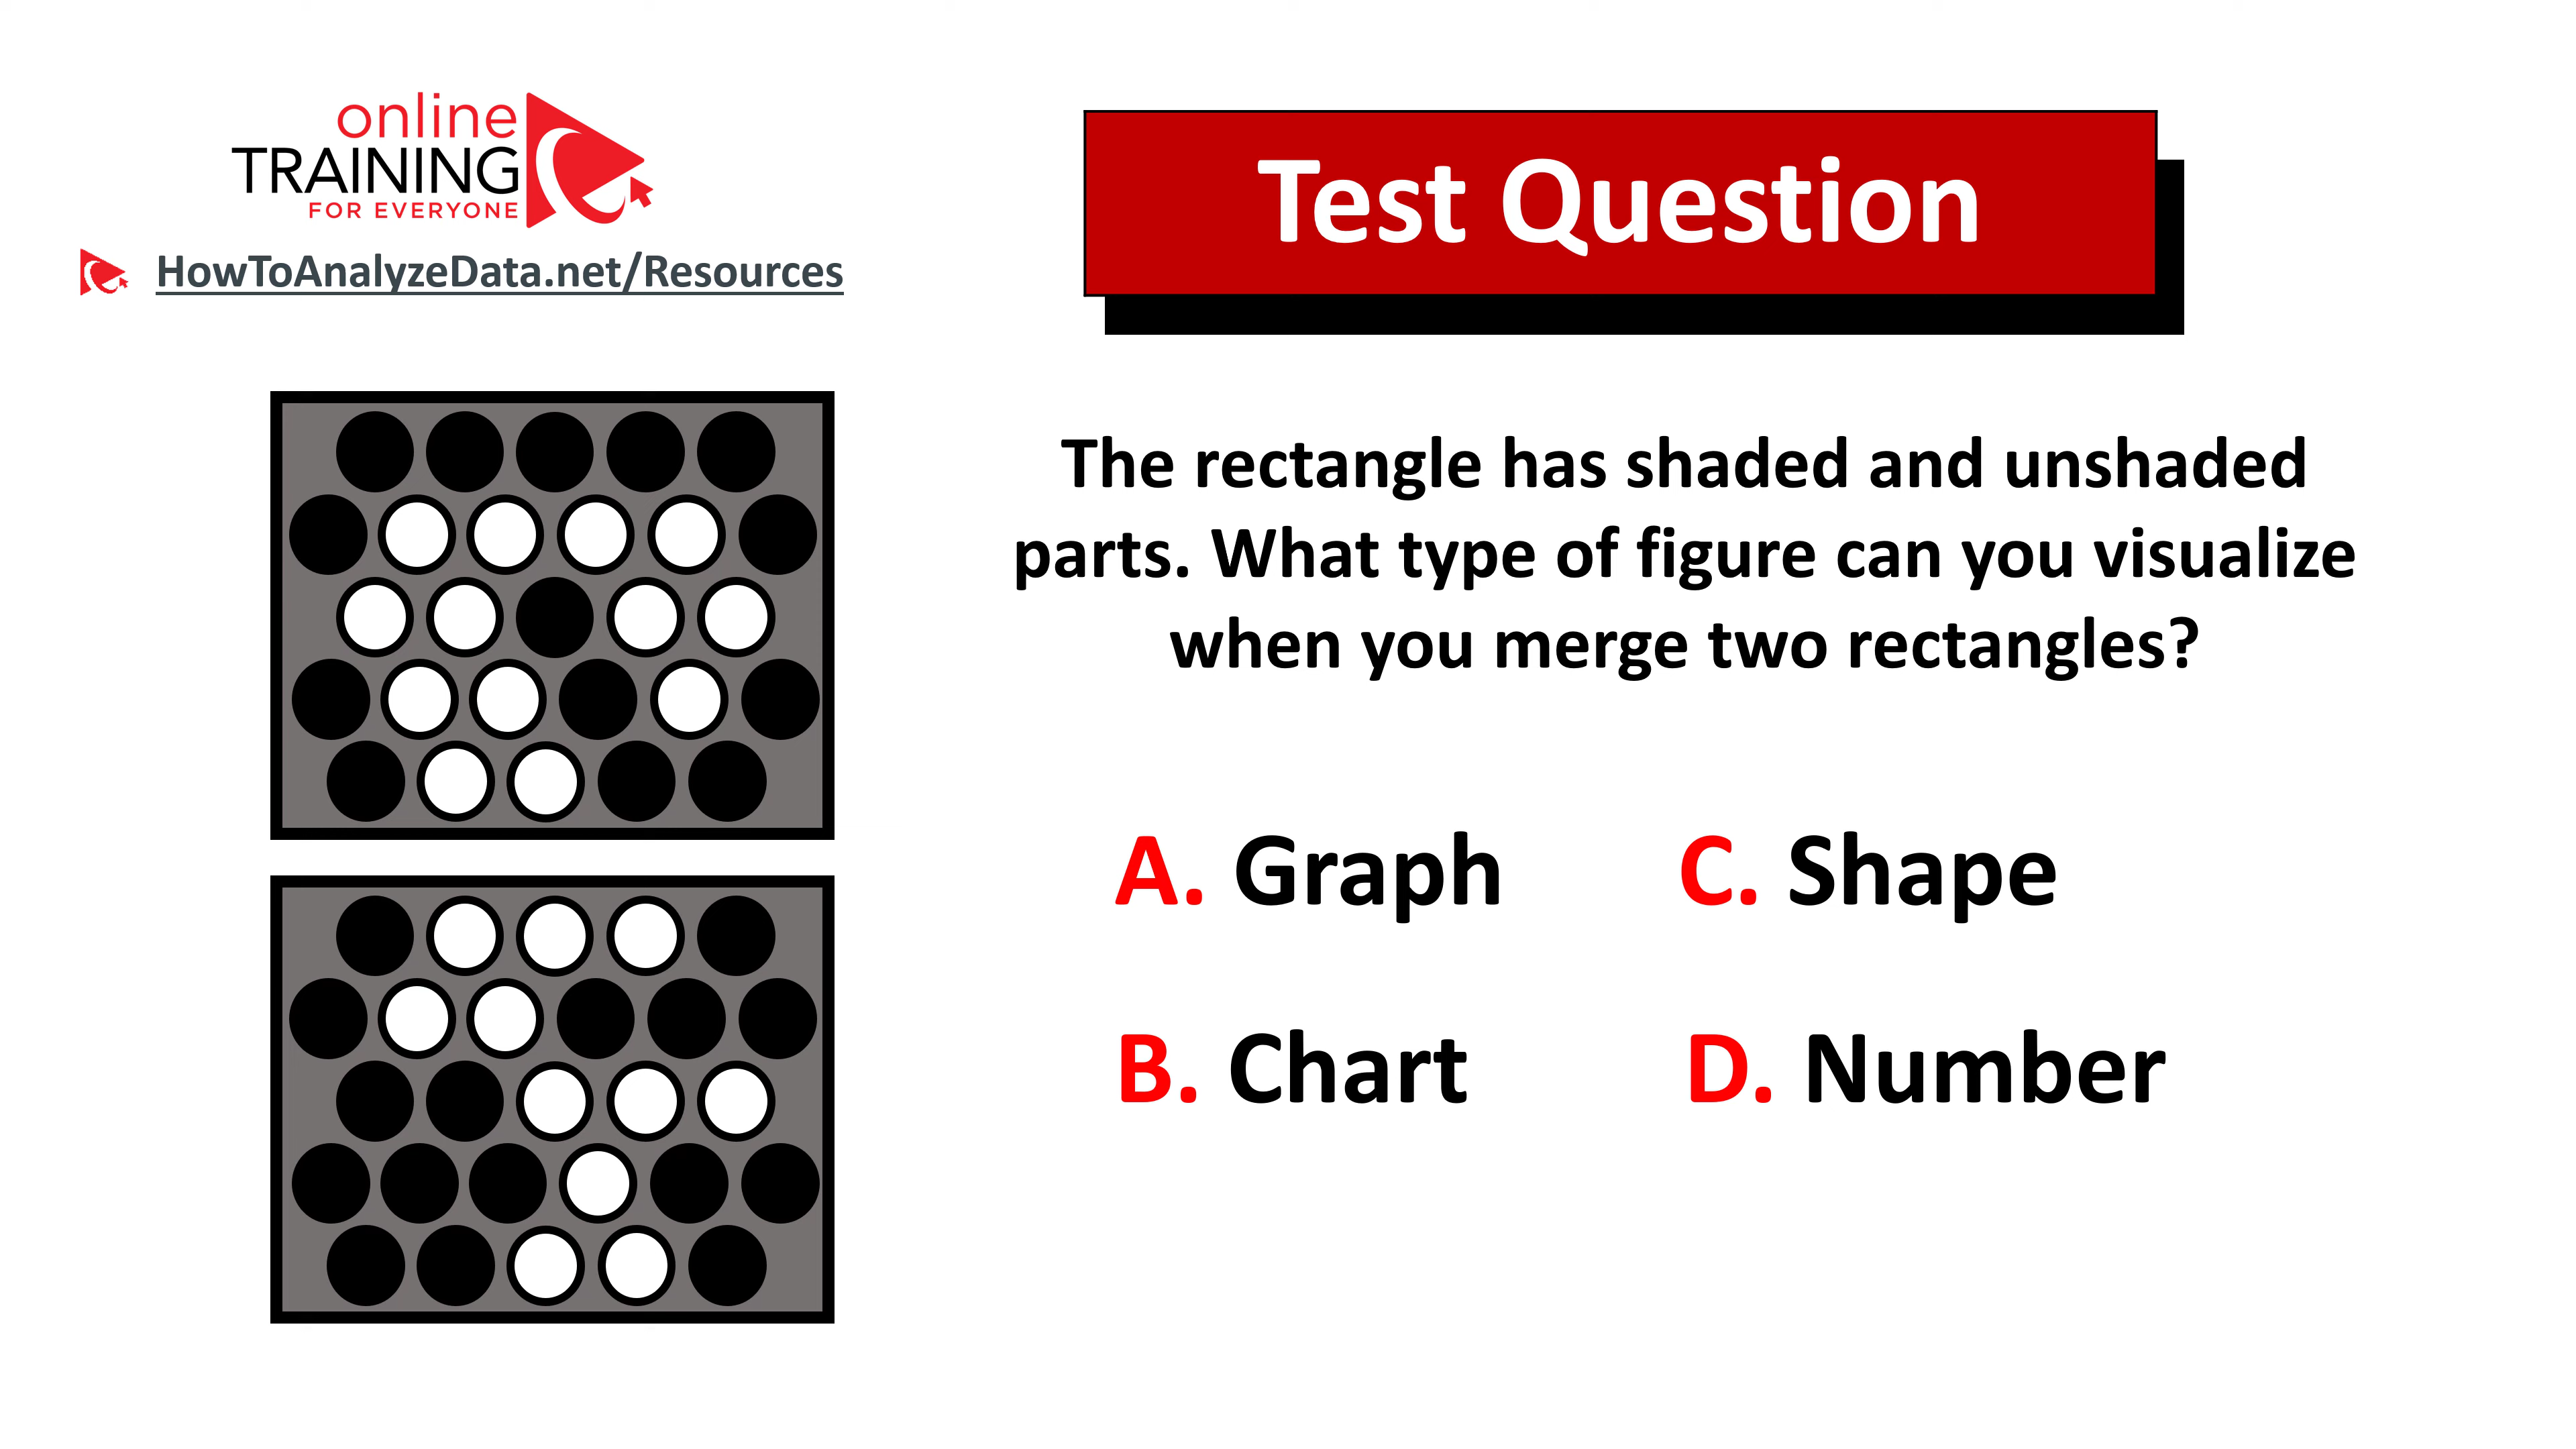 online
TRAINING
FOR EVERYONE
HowToAnalyzeData.net/Resources
Test Question
The rectangle has shaded and unshaded
parts. What type of figure can you visualize
when you merge two rectangles?
A. Graph
C. Shape
B. Chart
D. Number